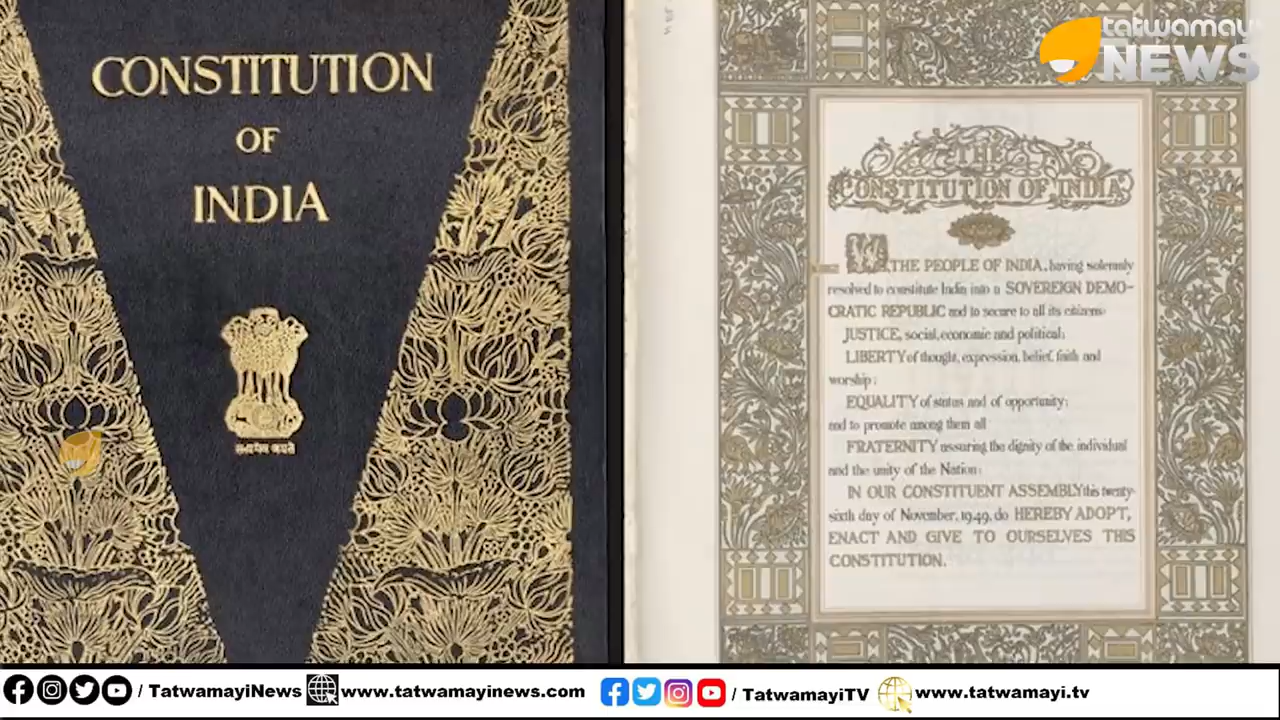 CONSTITUTION
OF
INDIA
सत्यमेव जयते
tatwamayi
NEWS
THE
CONSTITUTION OF INDIA
WE, THE PEOPLE OF INDIA, having solemnly
resolved to constitute India into a SOVEREIGN DEMO-
CRATIC REPUBLIC and to secure to all its citizens:
JUSTICE, social, economic and political;
LIBERTY of thought, expression, belief, faith and
worship;
EQUALITY of status and of opportunity;
and to promote among them all
FRATERNITY assuring the dignity of the individual
and the unity of the Nation;
IN OUR CONSTITUENT ASSEMBLY this twenty-
sixth day of November, 1949, do HEREBY ADOPT,
ENACT AND GIVE TO OURSELVES THIS
CONSTITUTION.
/ TatwamayiNews www.tatwamayinews.com / TatwamayiTV www.tatwamayi.tv